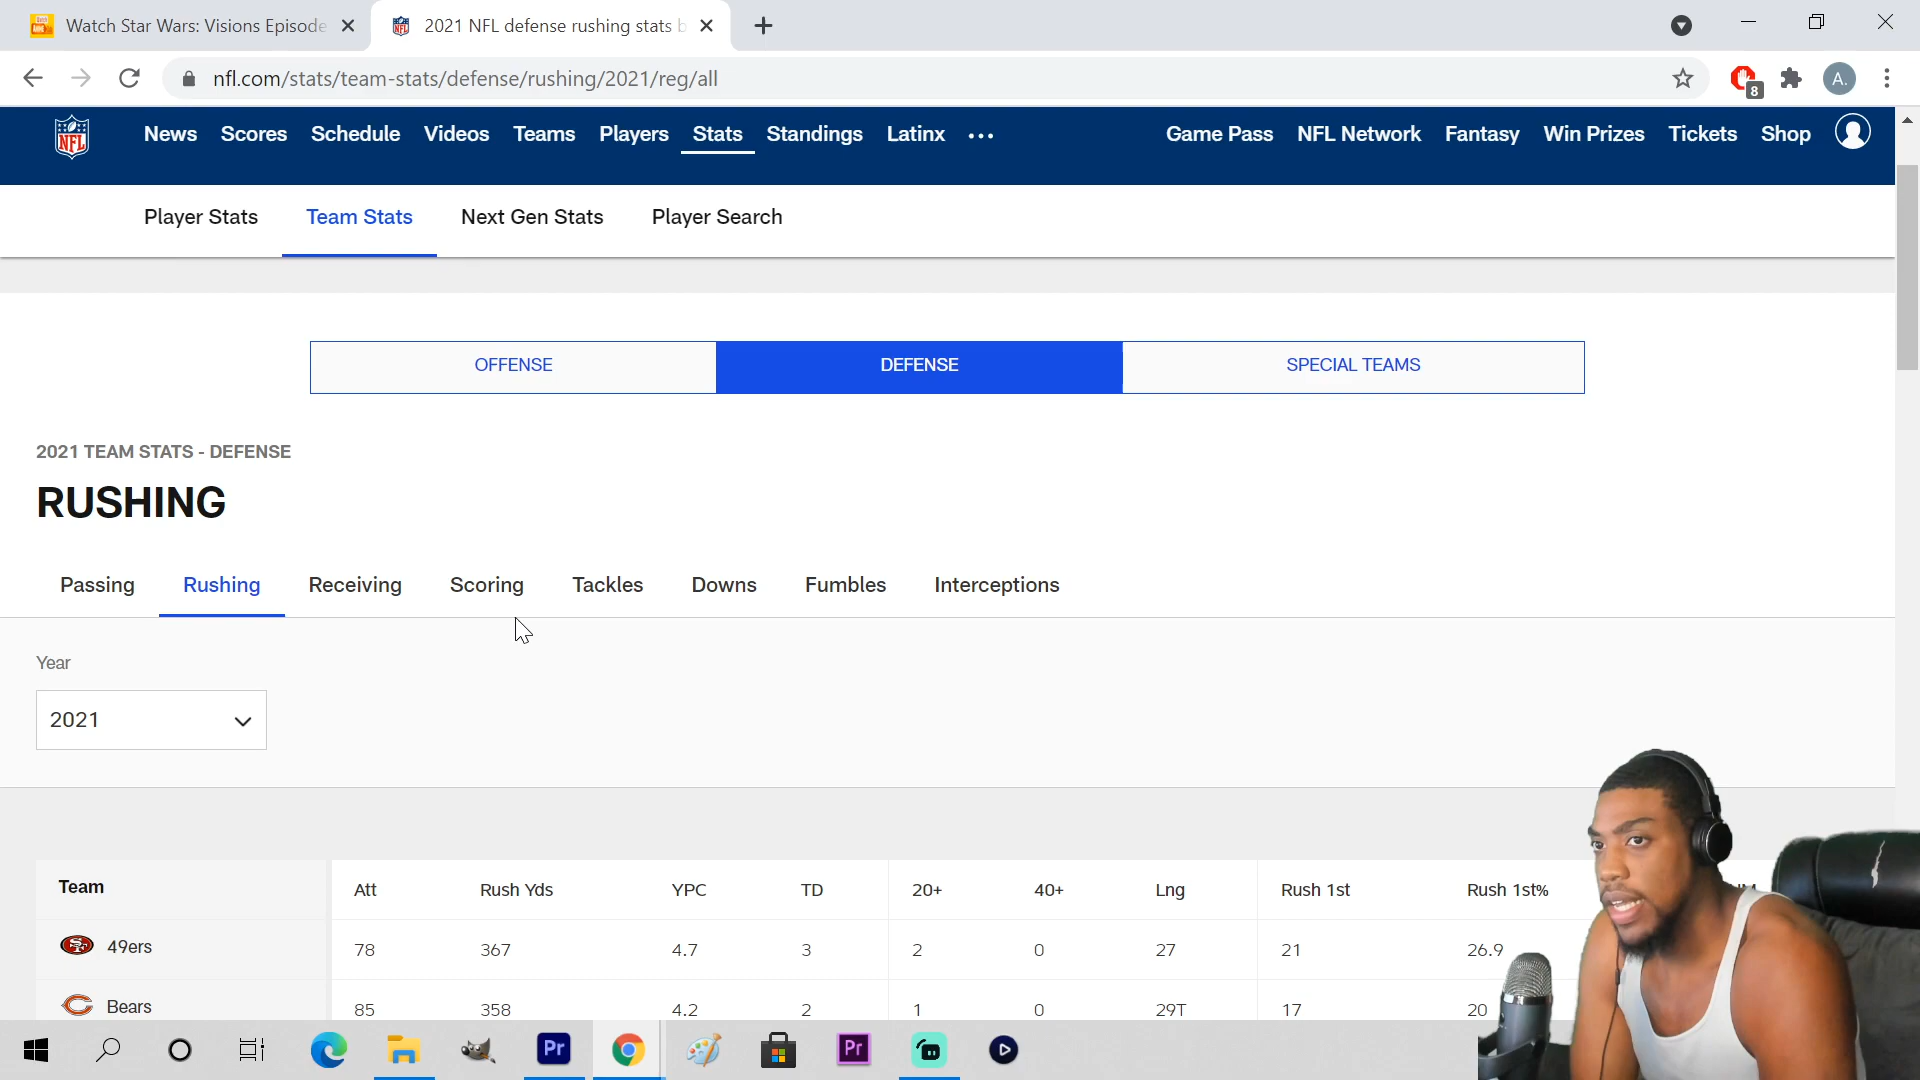 Watch Star Wars: Visions Episode
2021 NFL defense rushing stats b
nfl.com/stats/team-stats/defense/rushing/2021/reg/all
8
A.
NFL
News Scores Schedule Videos Teams Players Stats Standings Latinx ••• Game Pass NFL Network Fantasy Win Prizes Tickets Shop
Player Stats Team Stats Next Gen Stats Player Search
OFFENSE DEFENSE SPECIAL TEAMS
2021 TEAM STATS - DEFENSE
RUSHING
Passing Rushing Receiving Scoring Tackles Downs Fumbles Interceptions
Year
2021
Team Att Rush Yds YPC TD 20+ 40+ Lng Rush 1st Rush 1st%
49ers 78 367 4.7 3 2 0 27 21 26.9
Bears 85 358 4.2 2 1 0 29T 17 20
Pr
Pr